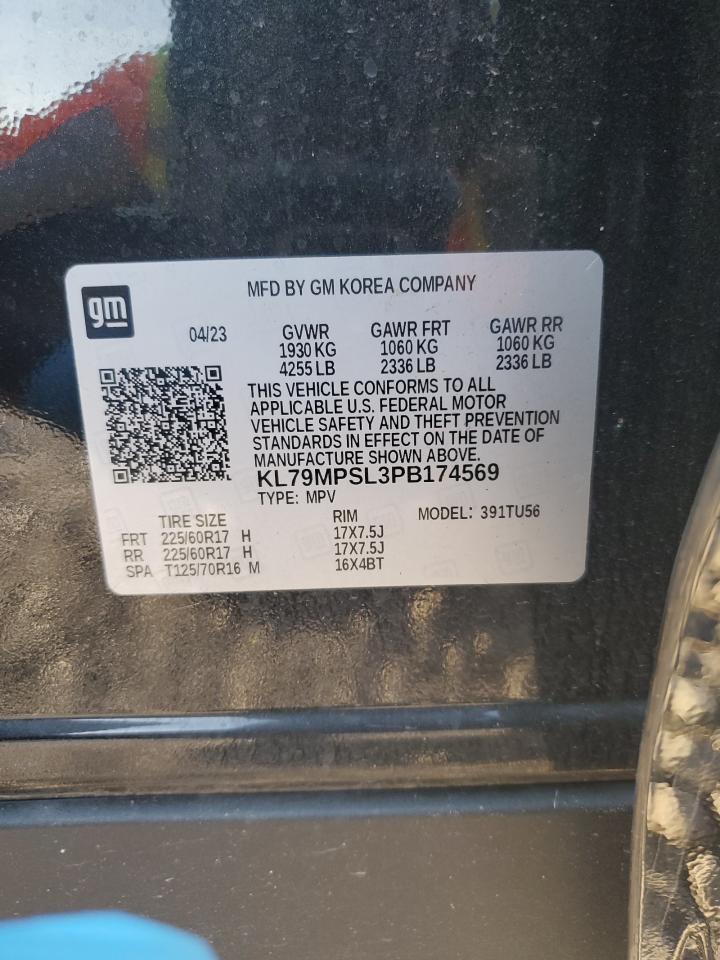 MFD BY GM KOREA COMPANY
gm
04/23 GVWR GAWR FRT GAWR RR
1930 KG 1060 KG 1060 KG
4255 LB 2336 LB 2336 LB
THIS VEHICLE CONFORMS TO ALL
APPLICABLE U.S. FEDERAL MOTOR
VEHICLE SAFETY AND THEFT PREVENTION
STANDARDS IN EFFECT ON THE DATE OF
MANUFACTURE SHOWN ABOVE.
KL79MPSL3PB174569
TYPE: MPV
TIRE SIZE RIM MODEL: 391TU56
FRT 225/60R17 H 17X7.5J
RR 225/60R17 H 17X7.5J
SPA T125/70R16 M 16X4BT